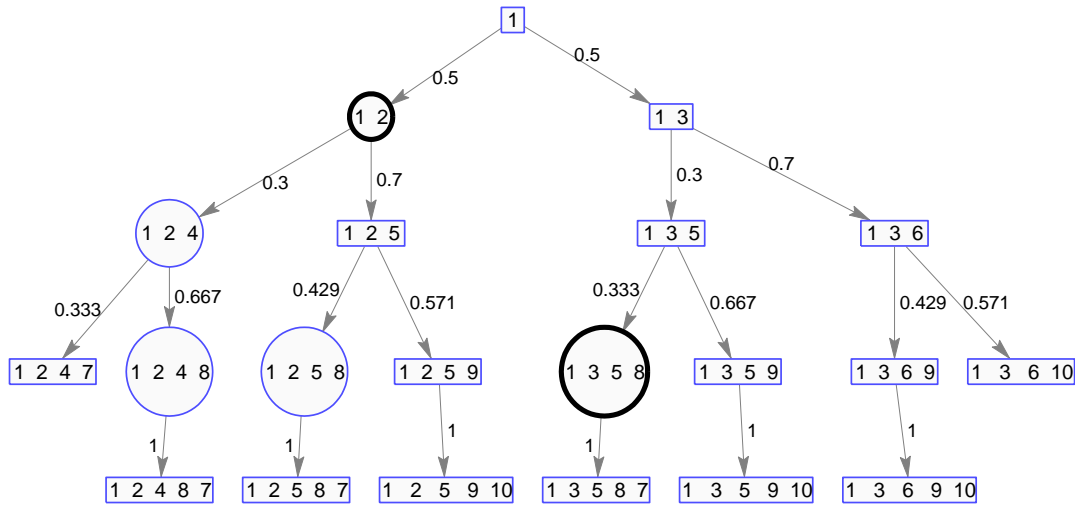 1
0.5
0.5
1 2
1 3
0.3
0.7
0.3
0.7
1 2 4
1 2 5
1 3 5
1 3 6
0.333
0.667
0.429
0.571
0.333
0.667
0.429
0.571
1 2 4 7
1 2 4 8
1 2 5 8
1 2 5 9
1 3 5 8
1 3 5 9
1 3 6 9
1 3 6 10
1
1
1
1
1
1
1 2 4 8 7
1 2 5 8 7
1 2 5 9 10
1 3 5 8 7
1 3 5 9 10
1 3 6 9 10